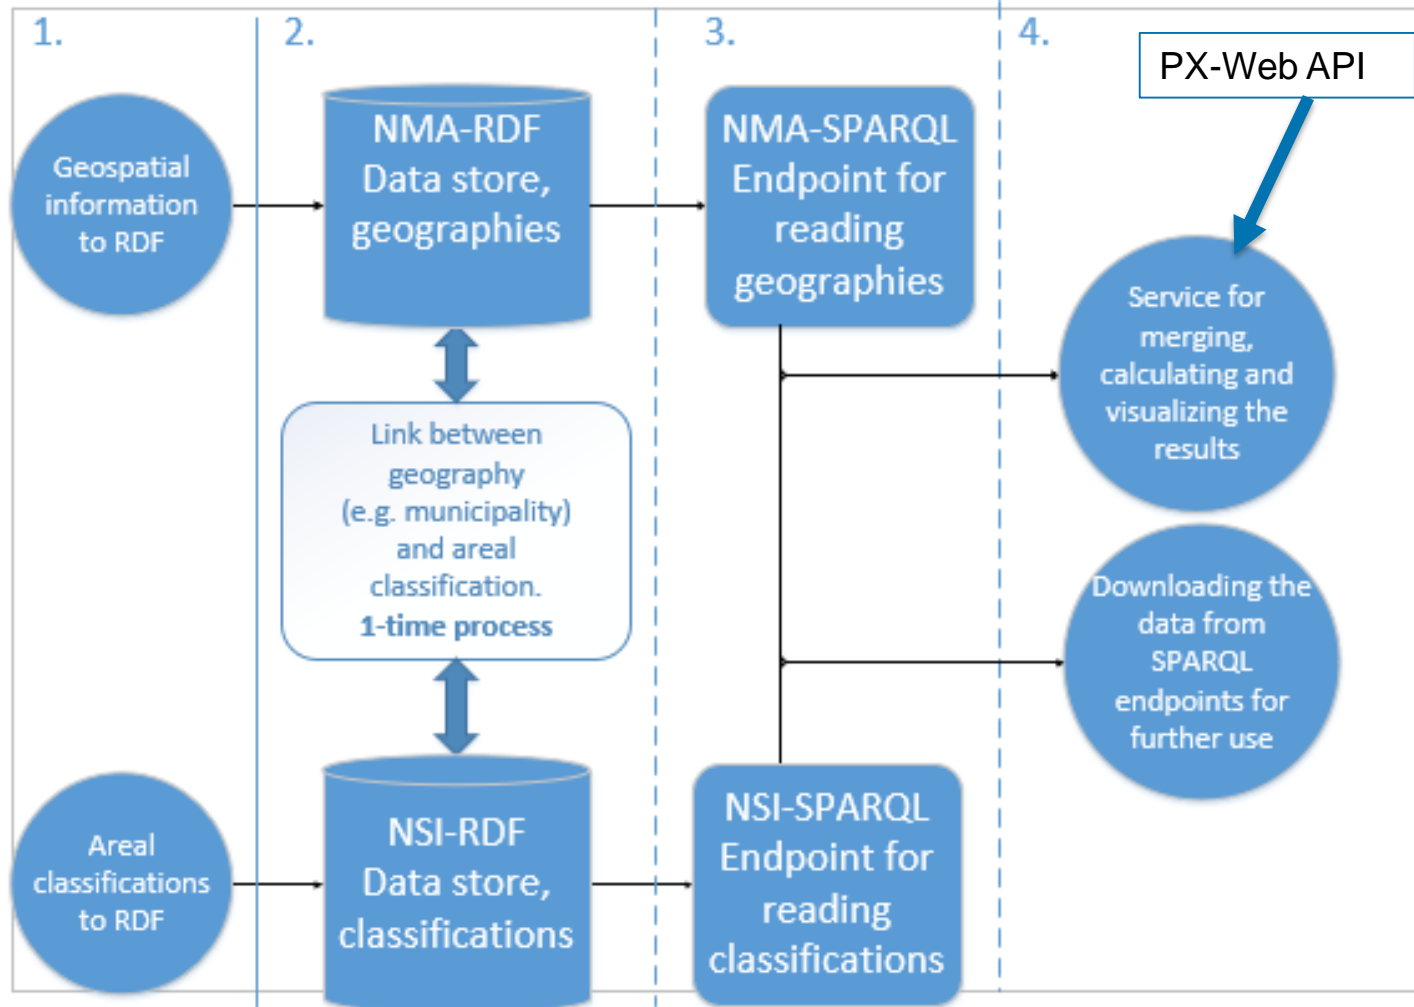 1.
2.
3.
4.
PX-Web API
Geospatial
information
to RDF
NMA-RDF
Data store,
geographies
NMA-SPARQL
Endpoint for
reading
geographies
Service for
merging,
calculating and
visualizing the
results
Link between
geography
(e.g. municipality)
and areal
classification.
1-time process
Downloading the
data from
SPARQL
endpoints for
further use
Areal
classifications
to RDF
NSI-RDF
Data store,
classifications
NSI-SPARQL
Endpoint for
reading
classifications